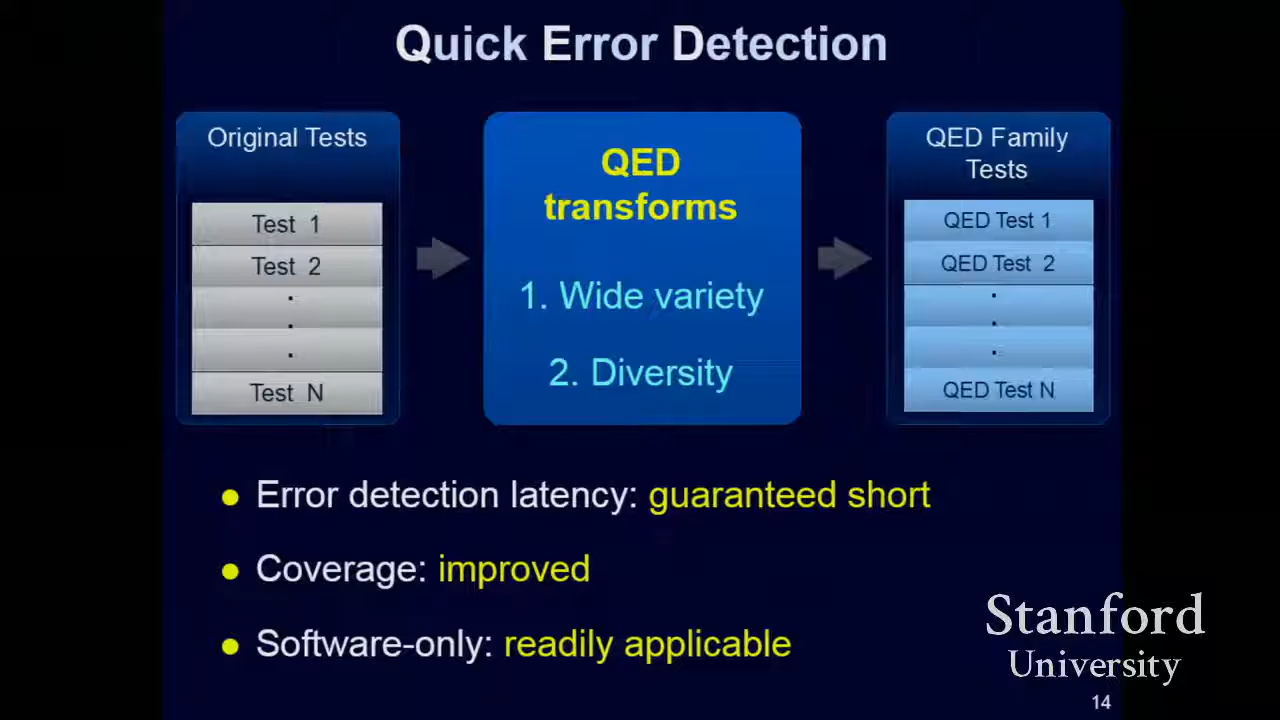 Quick Error Detection
Original Tests
Test 1
Test 2
.
.
.
Test N
QED
transforms
1. Wide variety
2. Diversity
QED Family
Tests
QED Test 1
QED Test 2
.
.
.
QED Test N
● Error detection latency: guaranteed short
● Coverage: improved
● Software-only: readily applicable
Stanford
University
14